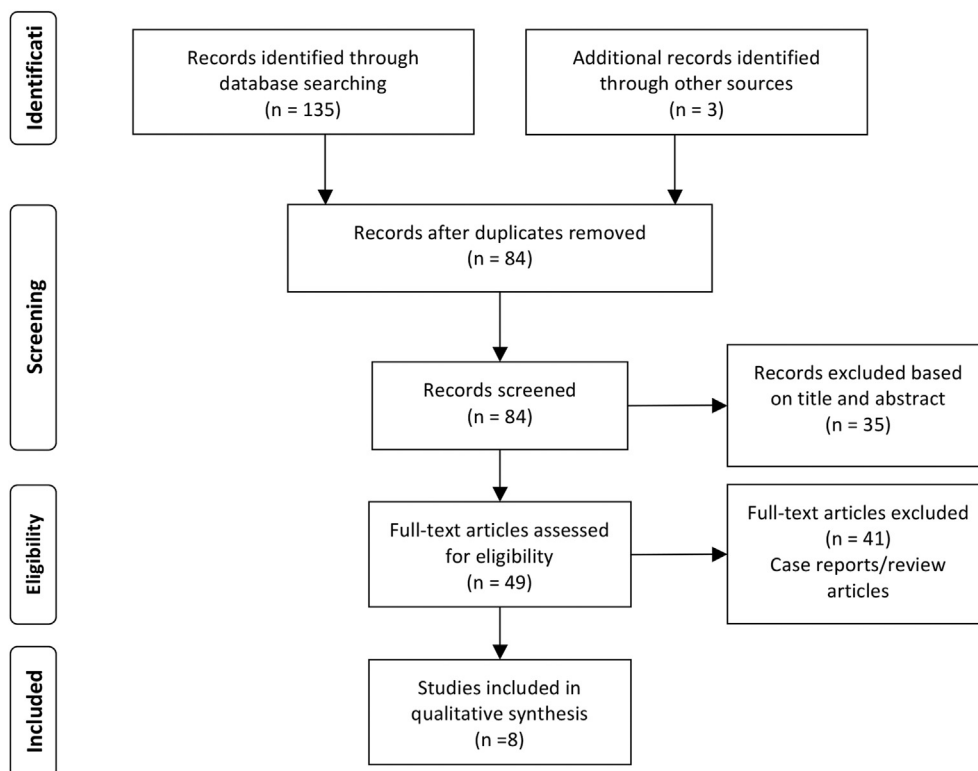 Identificati
Records identified through
database searching
(n = 135)
Additional records identified
through other sources
(n = 3)
Screening
Records after duplicates removed
(n = 84)
Records screened
(n = 84)
Records excluded based
on title and abstract
(n = 35)
Eligibility
Full-text articles assessed
for eligibility
(n = 49)
Full-text articles excluded
(n = 41)
Case reports/review
articles
Included
Studies included in
qualitative synthesis
(n =8)